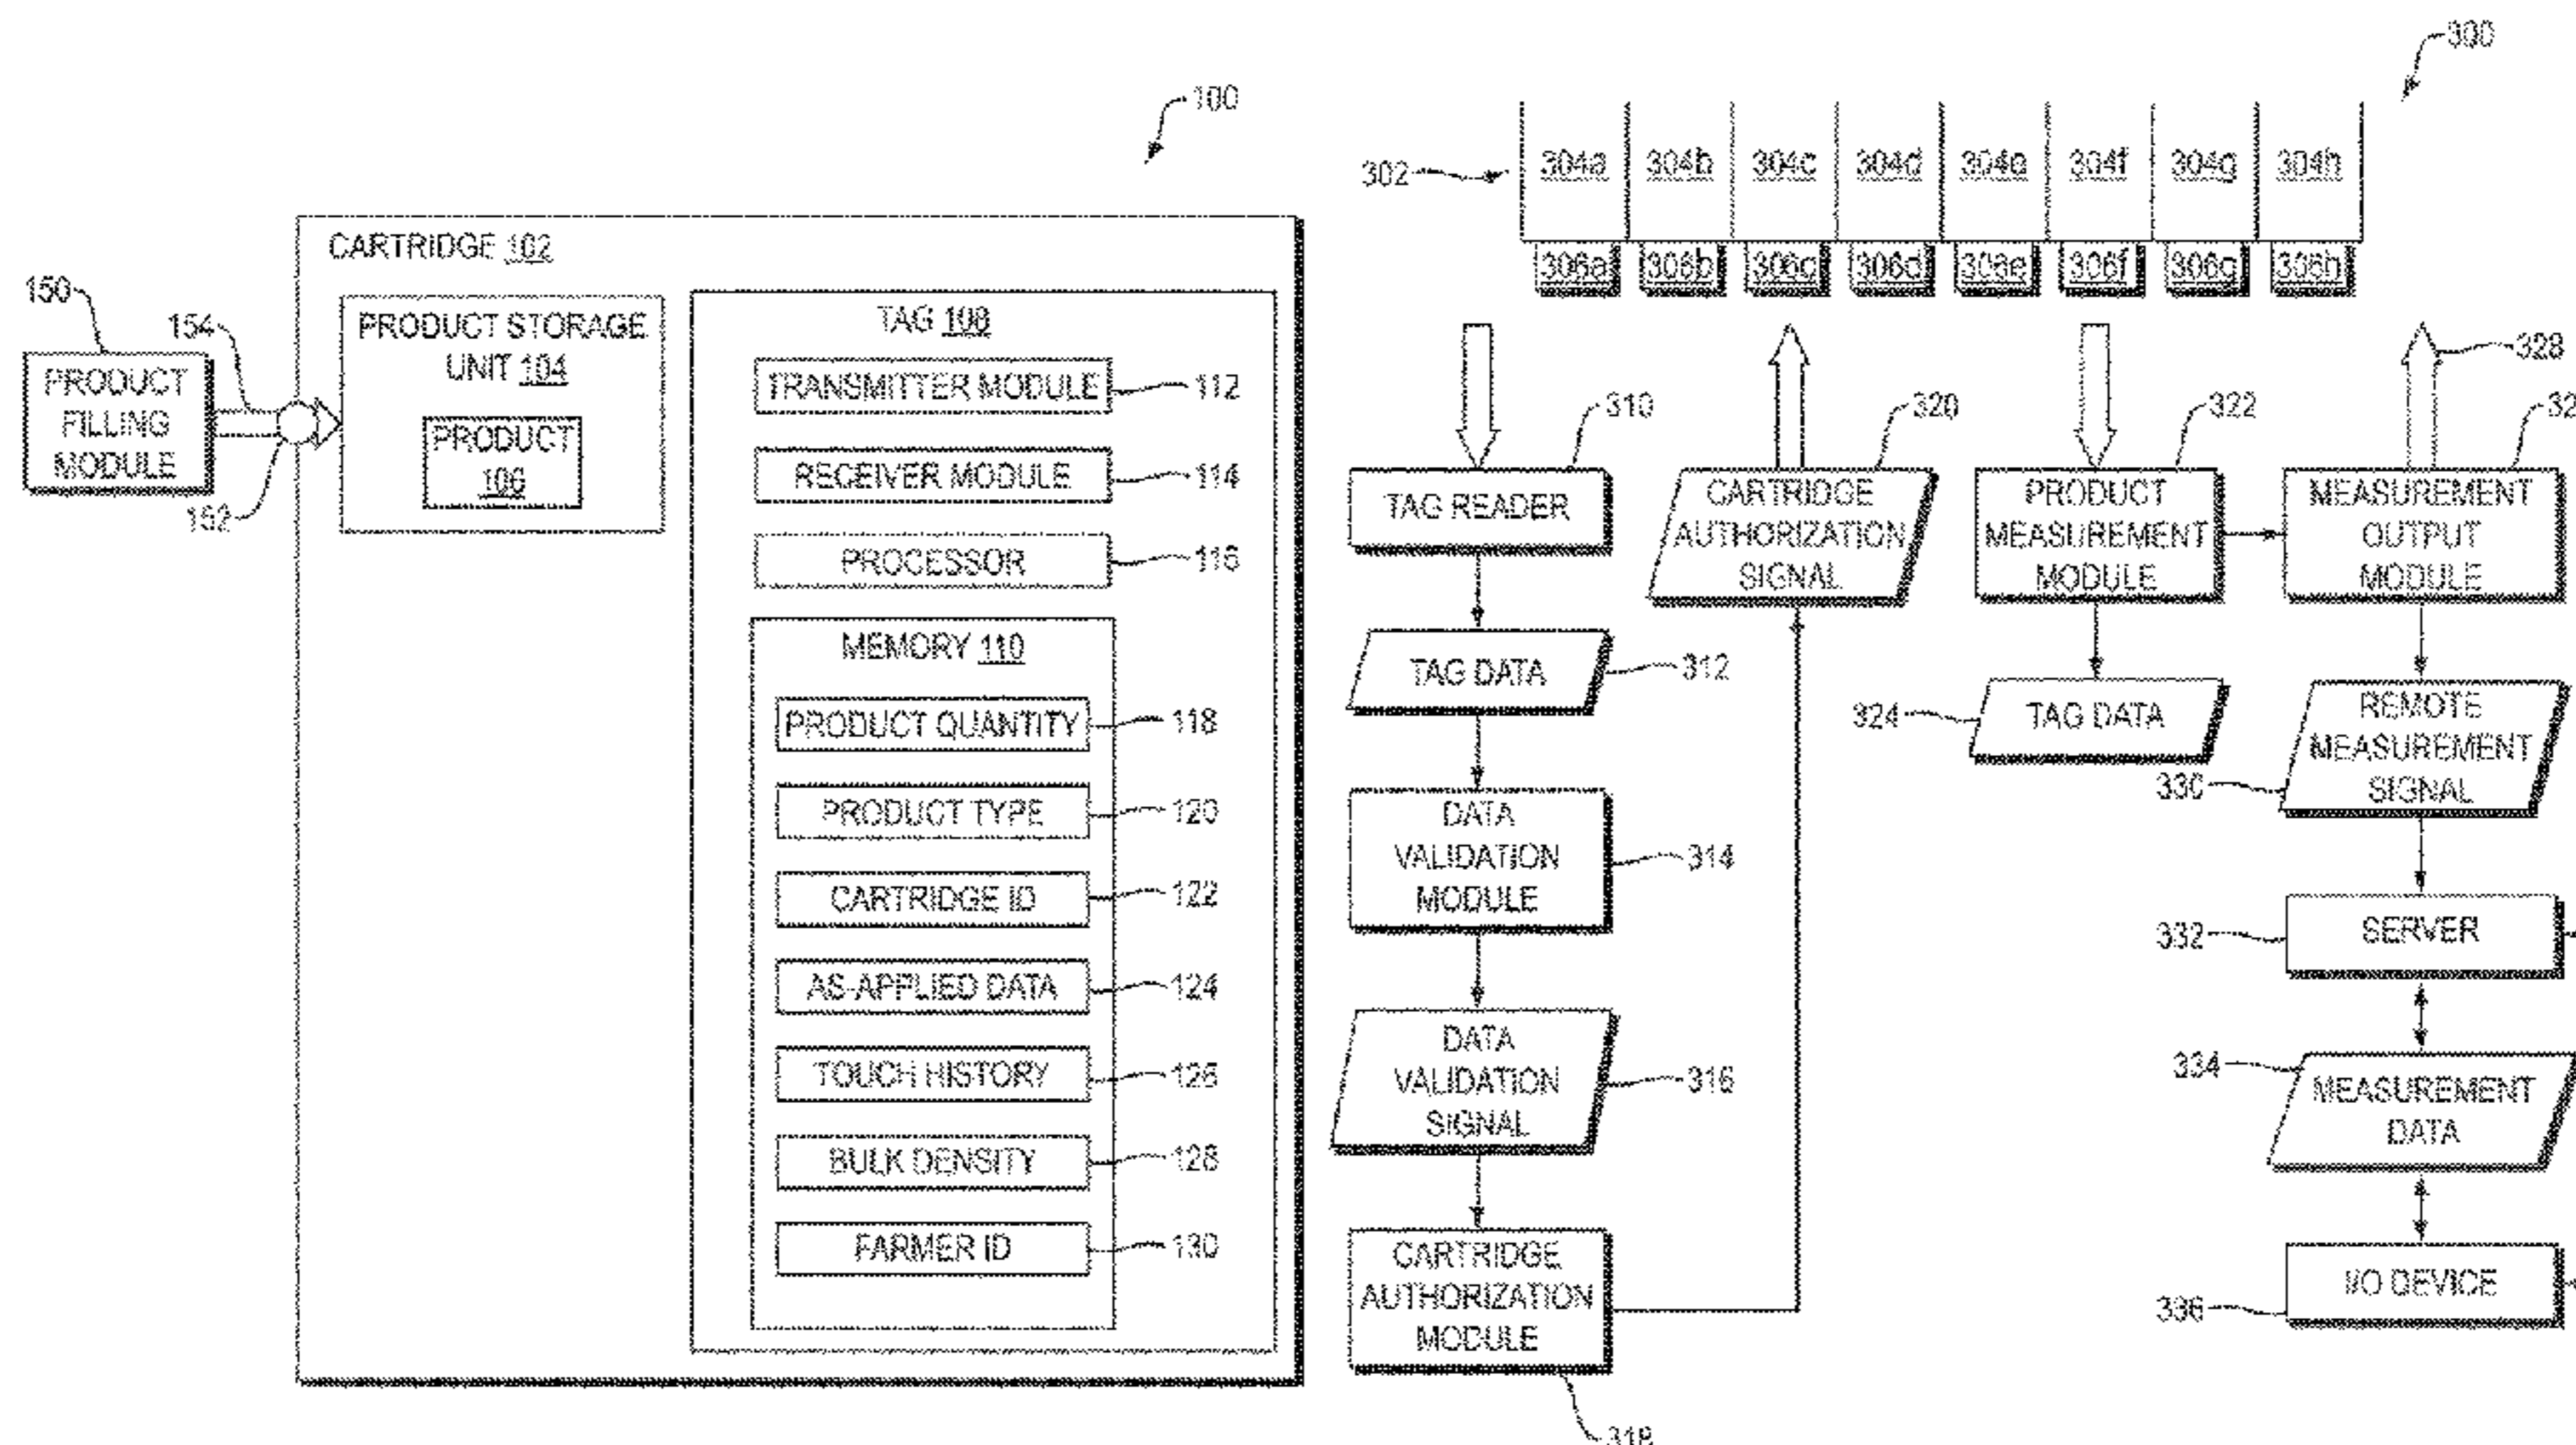 100
CARTRIDGE 102
150
PRODUCT
FILLING
MODULE
154
152
PRODUCT STORAGE
UNIT 104
PRODUCT
106
TAG 108
TRANSMITTER MODULE
112
RECEIVER MODULE
114
PROCESSOR
116
MEMORY 110
PRODUCT QUANTITY
118
PRODUCT TYPE
120
CARTRIDGE ID
122
AS-APPLIED DATA
124
TOUCH HISTORY
126
BULK DENSITY
128
FARMER ID
130
300
302
304a 304b 304c 304d 304e 304f 304g 304h
306a 306b 306c 306d 306e 306f 306g 306h
310
TAG READER
TAG DATA
312
DATA
VALIDATION
MODULE
314
DATA
VALIDATION
SIGNAL
316
CARTRIDGE
AUTHORIZATION
MODULE
318
320
CARTRIDGE
AUTHORIZATION
SIGNAL
322
PRODUCT
MEASUREMENT
MODULE
324
TAG DATA
328
MEASUREMENT
OUTPUT
MODULE
REMOTE
MEASUREMENT
SIGNAL
330
332
SERVER
334
MEASUREMENT
DATA
336
I/O DEVICE